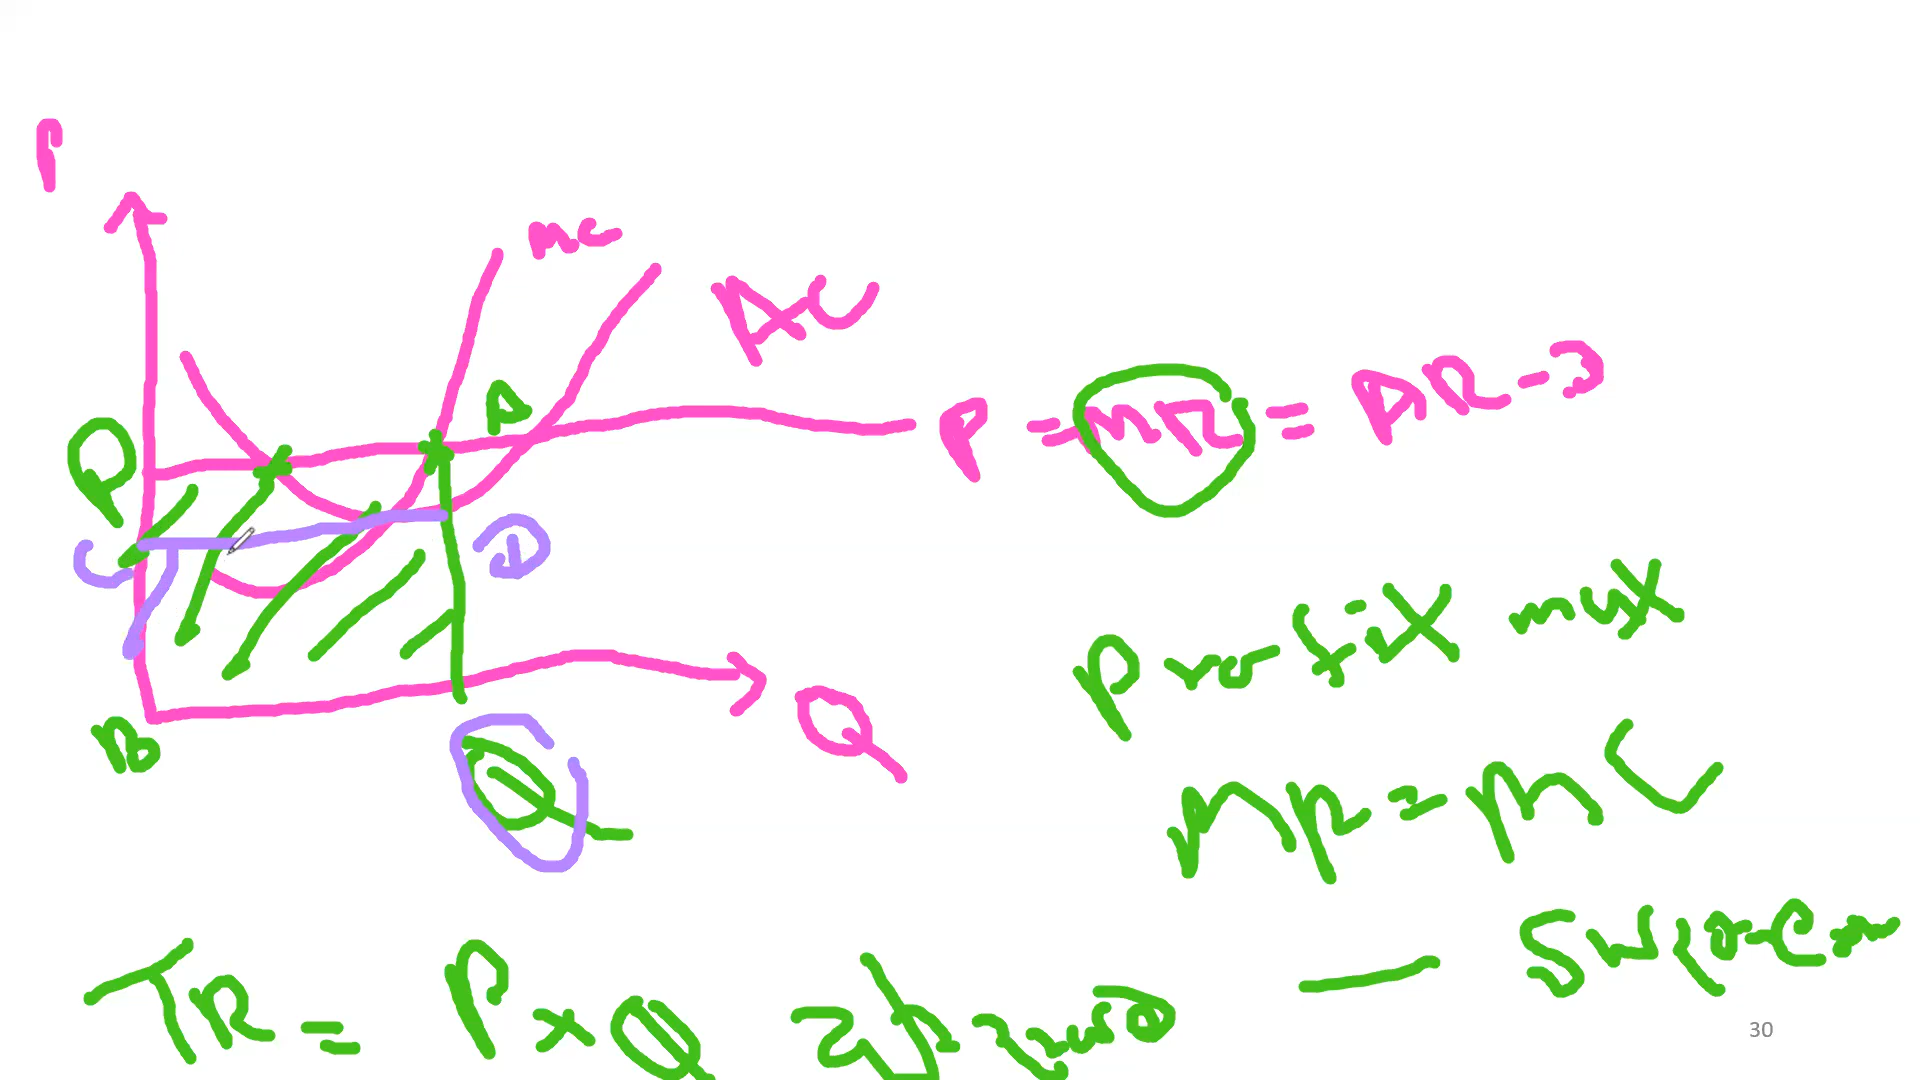 P
MC
AC
P = MR = AR -
P
A
C
D
B
Q
Q
Profit max
MR = MC
TR = P x Q
30